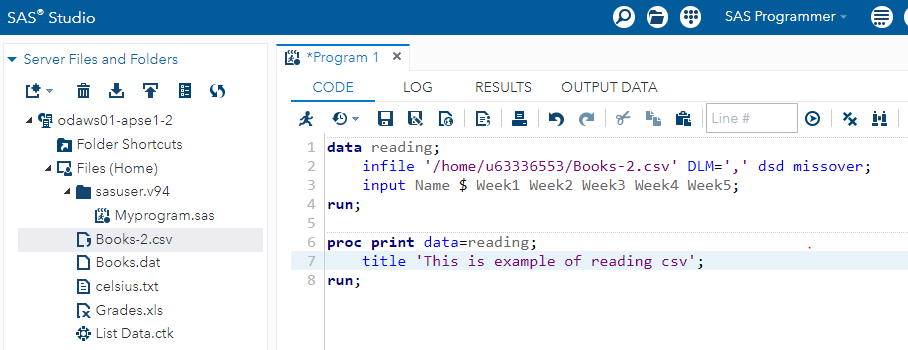 SAS® Studio
SAS Programmer
Server Files and Folders
odaws01-apse1-2
Folder Shortcuts
Files (Home)
sasuser.v94
Myprogram.sas
Books-2.csv
Books.dat
celsius.txt
Grades.xls
List Data.ctk
*Program 1
CODE LOG RESULTS OUTPUT DATA
Line #
1 data reading;
2 infile '/home/u63336553/Books-2.csv' DLM=',' dsd missover;
3 input Name $ Week1 Week2 Week3 Week4 Week5;
4 run;
5
6 proc print data=reading;
7 title 'This is example of reading csv';
8 run;